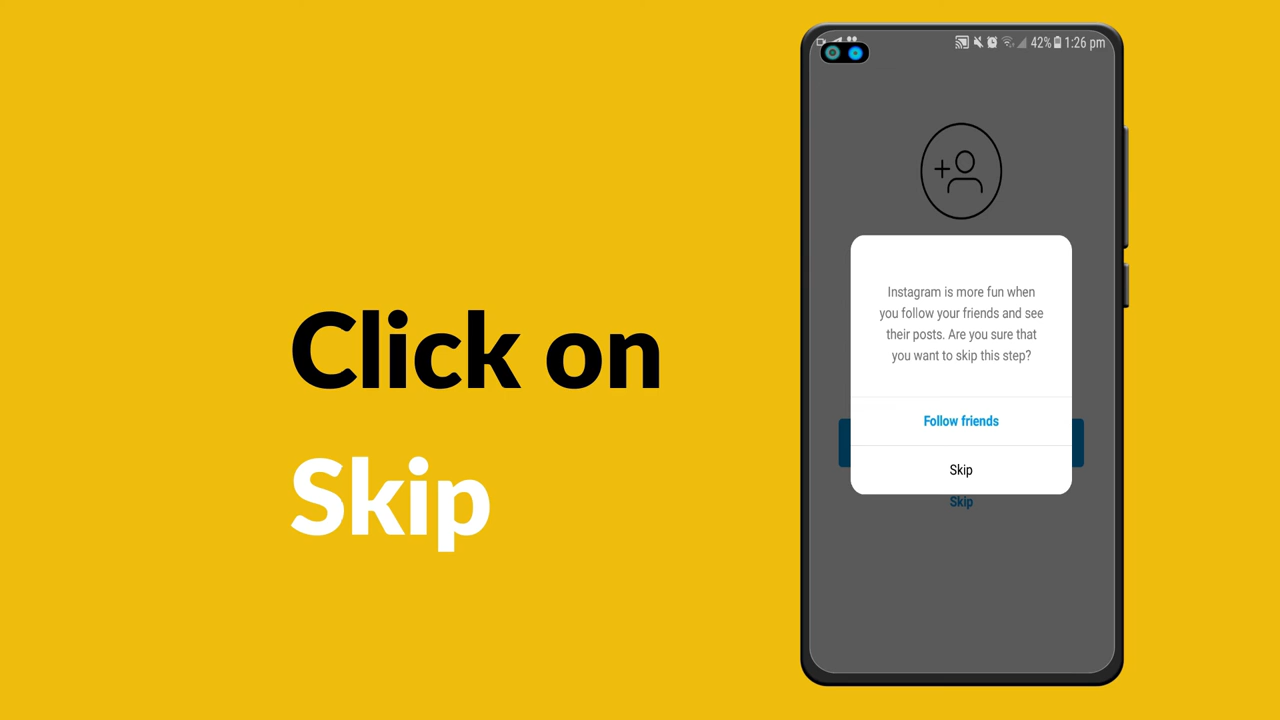 Click on
Skip
42% 1:26 pm
Instagram is more fun when
you follow your friends and see
their posts. Are you sure that
you want to skip this step?
Follow friends
Skip
Skip